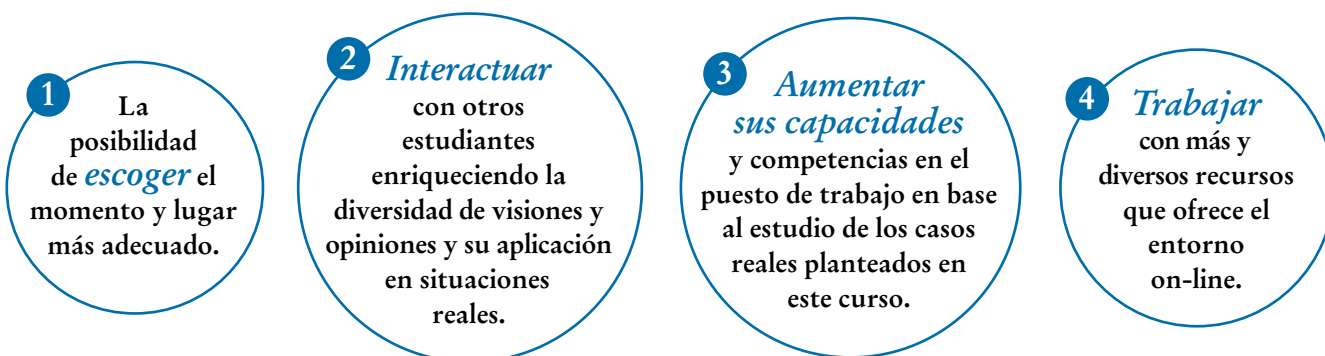 1
La
posibilidad
de escoger el
momento y lugar
más adecuado.
2
Interactuar
con otros
estudiantes
enriqueciendo la
diversidad de visiones y
opiniones y su aplicación
en situaciones
reales.
3
Aumentar
sus capacidades
y competencias en el
puesto de trabajo en base
al estudio de los casos
reales planteados en
este curso.
4
Trabajar
con más y
diversos recursos
que ofrece el
entorno
on-line.